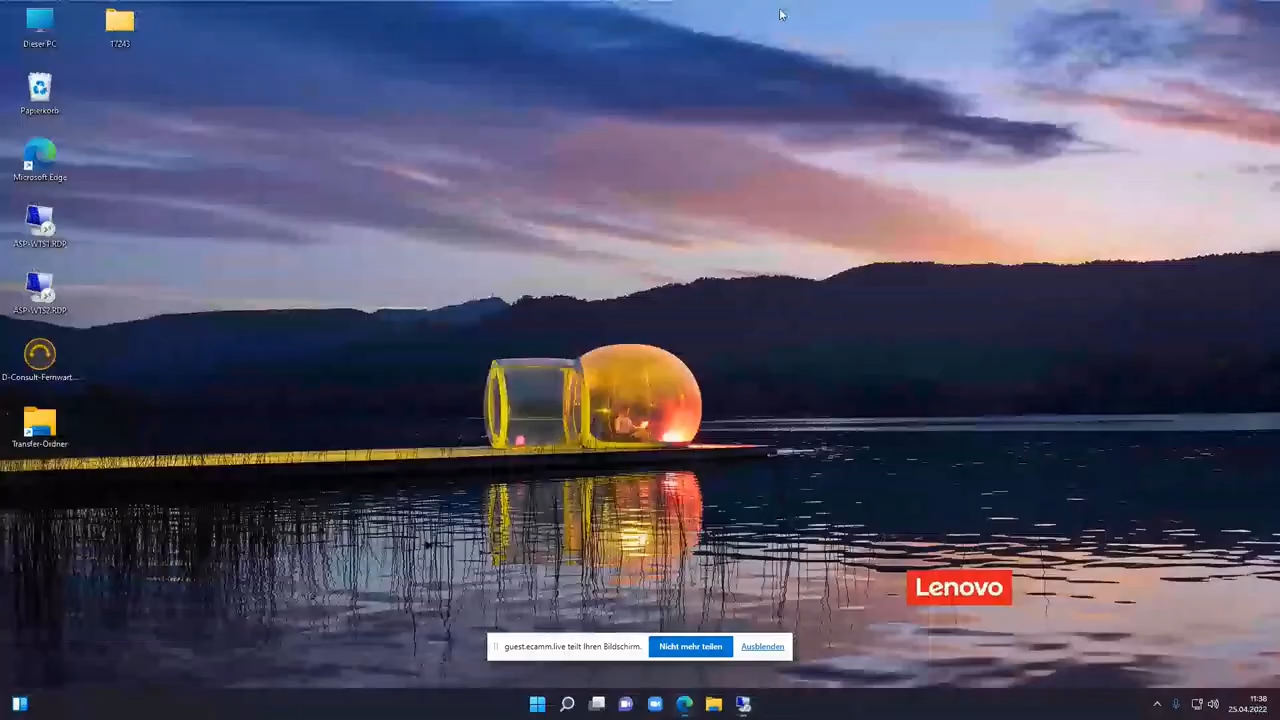 Dieser PC
17243
Papierkorb
Microsoft Edge
ASP-WTS1.RDP
ASP-WTS2.RDP
D-Consult-Fernwart...
Transfer-Ordner
Lenovo
guest.ecamm.live teilt Ihren Bildschirm.
Nicht mehr teilen
Ausblenden
11:38
25.04.2022